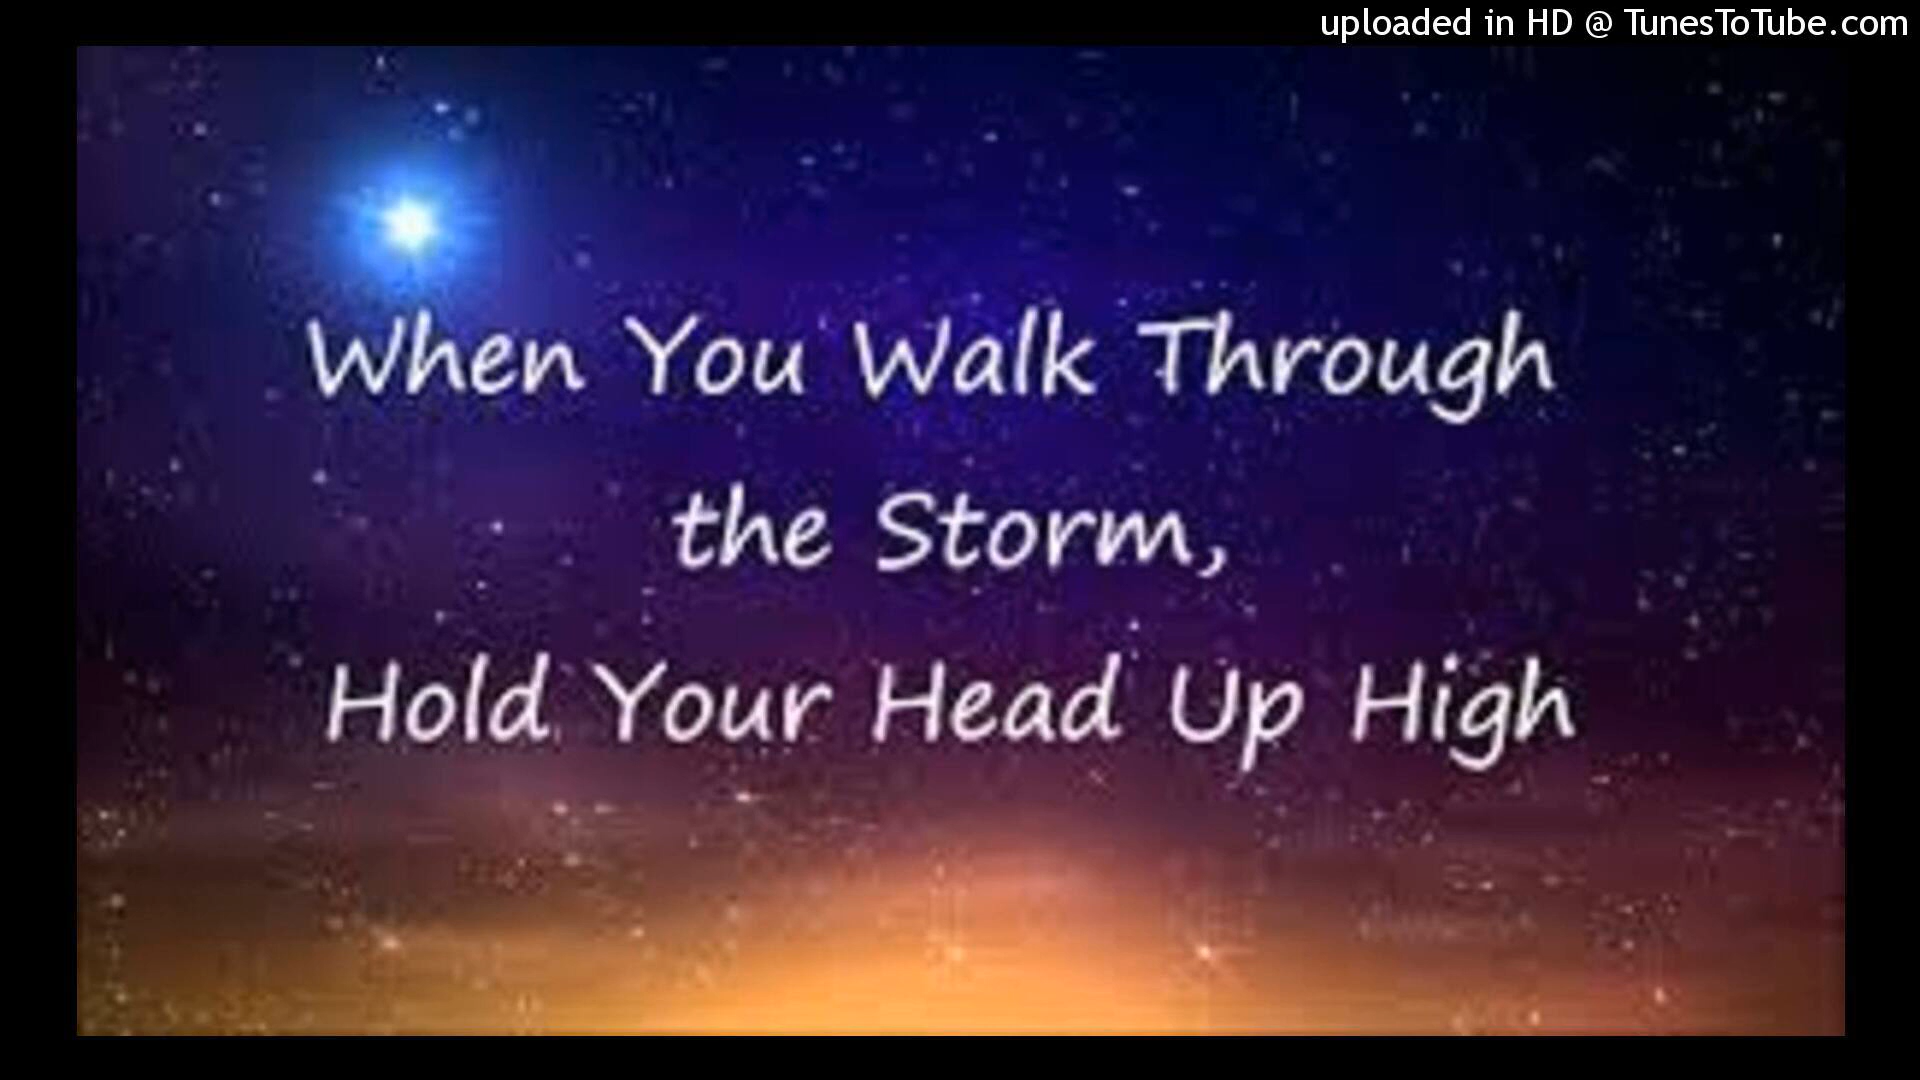 uploaded in HD @ TunesToTube.com
When You Walk Through
the Storm,
Hold Your Head Up High